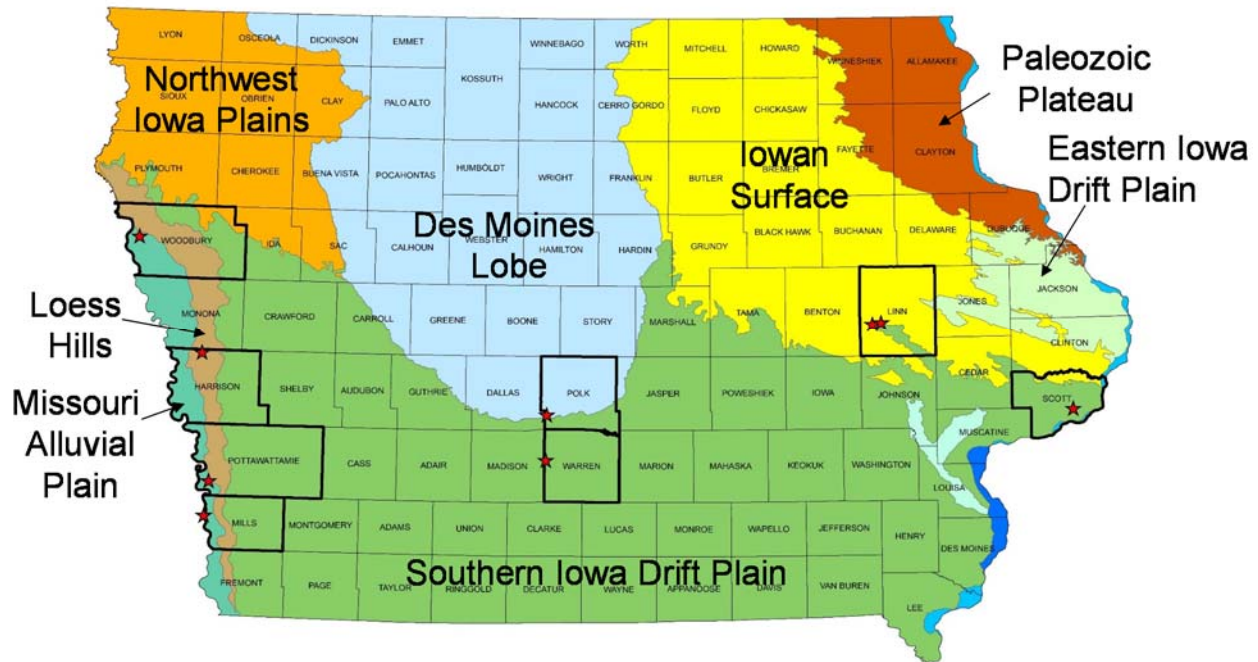 LYON
OSCEOLA
DICKINSON
EMMET
WINNEBAGO
WORTH
MITCHELL
HOWARD
WINNESHIEK
ALLAMAKEE
Paleozoic
Plateau
Northwest
Iowa Plains
SIOUX
OBRIEN
CLAY
PALO ALTO
KOSSUTH
HANCOCK
CERRO GORDO
FLOYD
CHICKASAW
FAYETTE
CLAYTON
Eastern Iowa
Drift Plain
Iowan
Surface
PLYMOUTH
CHEROKEE
BUENA VISTA
POCAHONTAS
HUMBOLDT
WRIGHT
FRANKLIN
BUTLER
BREMER
Des Moines
Lobe
WOODBURY
IDA
SAC
CALHOUN
WEBSTER
HAMILTON
HARDIN
GRUNDY
BLACK HAWK
BUCHANAN
DELAWARE
DUBUQUE
Loess
Hills
MONONA
CRAWFORD
CARROLL
GREENE
BOONE
STORY
MARSHALL
TAMA
BENTON
LINN
JONES
JACKSON
CLINTON
Missouri
Alluvial
Plain
HARRISON
SHELBY
AUDUBON
GUTHRIE
DALLAS
POLK
JASPER
POWESHIEK
IOWA
JOHNSON
CEDAR
SCOTT
MUSCATINE
POTTAWATTAMIE
CASS
ADAIR
MADISON
WARREN
MARION
MAHASKA
KEOKUK
WASHINGTON
LOUISA
MILLS
MONTGOMERY
ADAMS
UNION
CLARKE
LUCAS
MONROE
WAPELLO
JEFFERSON
HENRY
DES MOINES
Southern Iowa Drift Plain
FREMONT
PAGE
TAYLOR
RINGGOLD
DECATUR
WAYNE
APPANOOSE
DAVIS
VAN BUREN
LEE